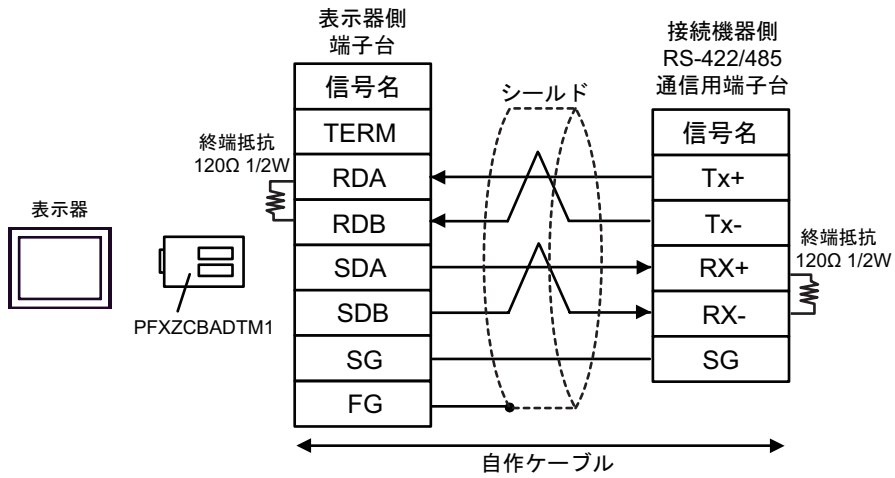 表示器側
端子台
信号名
TERM
RDA
RDB
SDA
SDB
SG
FG
終端抵抗
120Ω 1/2W
表示器
PFXZCBADTM1
シールド
接続機器側
RS-422/485
通信用端子台
信号名
Tx+
Tx-
RX+
RX-
SG
終端抵抗
120Ω 1/2W
自作ケーブル